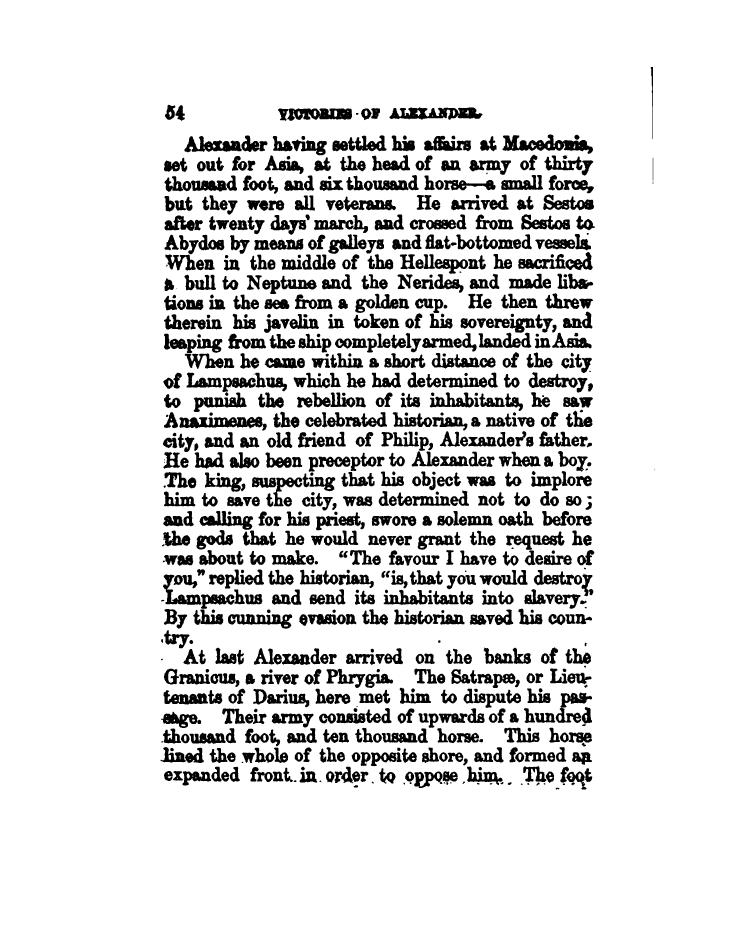 54 VICTORIES OF ALEXANDER.
Alexander having settled his affairs at Macedonia,
set out for Asia, at the head of an army of thirty
thousand foot, and six thousand horse—a small force,
but they were all veterans. He arrived at Sestos
after twenty days' march, and crossed from Sestos to
Abydos by means of galleys and flat-bottomed vessels.
When in the middle of the Hellespont he sacrificed
a bull to Neptune and the Nerides, and made liba-
tions in the sea from a golden cup. He then threw
therein his javelin in token of his sovereignty, and
leaping from the ship completely armed, landed in Asia.
When he came within a short distance of the city
of Lampsachus, which he had determined to destroy,
to punish the rebellion of its inhabitants, he saw
Anaximenes, the celebrated historian, a native of the
city, and an old friend of Philip, Alexander's father.
He had also been preceptor to Alexander when a boy.
The king, suspecting that his object was to implore
him to save the city, was determined not to do so;
and calling for his priest, swore a solemn oath before
the gods that he would never grant the request he
was about to make. "The favour I have to desire of
you," replied the historian, "is, that you would destroy
Lampsachus and send its inhabitants into slavery."
By this cunning evasion the historian saved his coun-
try.
At last Alexander arrived on the banks of the
Granicus, a river of Phrygia. The Satrapæ, or Lieu-
tenants of Darius, here met him to dispute his pas-
sage. Their army consisted of upwards of a hundred
thousand foot, and ten thousand horse. This horse
lined the whole of the opposite shore, and formed an
expanded front in order to oppose him. The foot